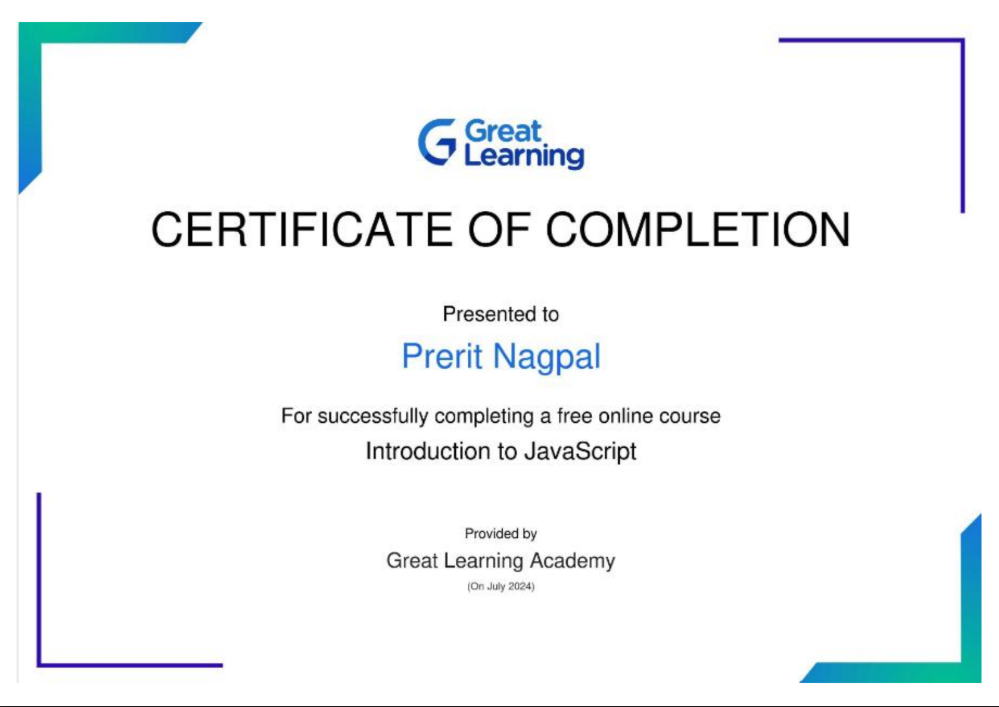 Great
Learning
CERTIFICATE OF COMPLETION
Presented to
Prerit Nagpal
For successfully completing a free online course
Introduction to JavaScript
Provided by
Great Learning Academy
(On July 2024)